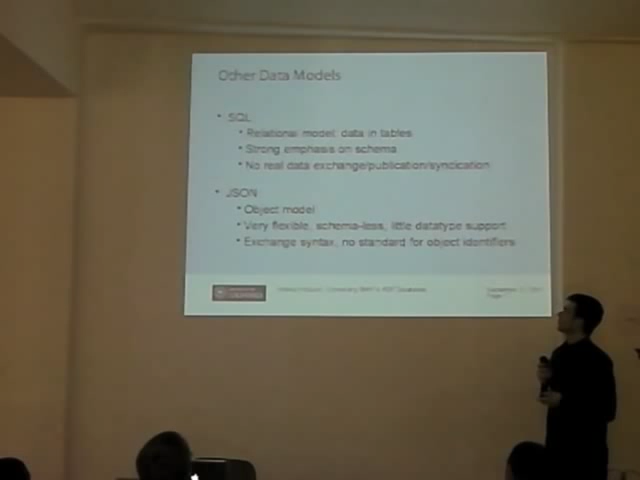 Other Data Models
• SQL
• Relational model: data in tables
• Strong emphasis on schema
• No real data exchange/publication/syndication
• JSON
• Object model
• Very flexible, schema-less, little datatype support
• Exchange syntax, no standard for object identifiers